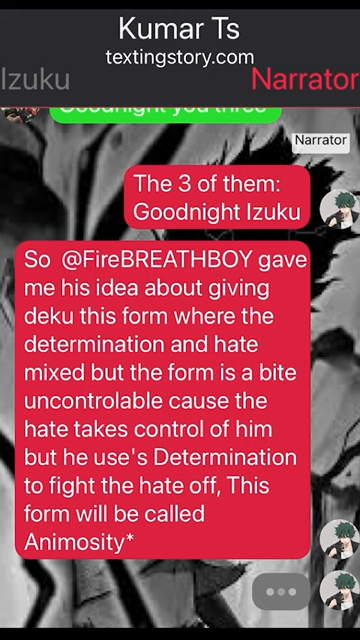 Kumar Ts
textingstory.com
Izuku
Narrator
Goodnight you three
Narrator
The 3 of them:
Goodnight Izuku
So @FireBREATHBOY gave
me his idea about giving
deku this form where the
determination and hate
mixed but the form is a bite
uncontrolable cause the
hate takes control of him
but he use's Determination
to fight the hate off, This
form will be called
Animosity*